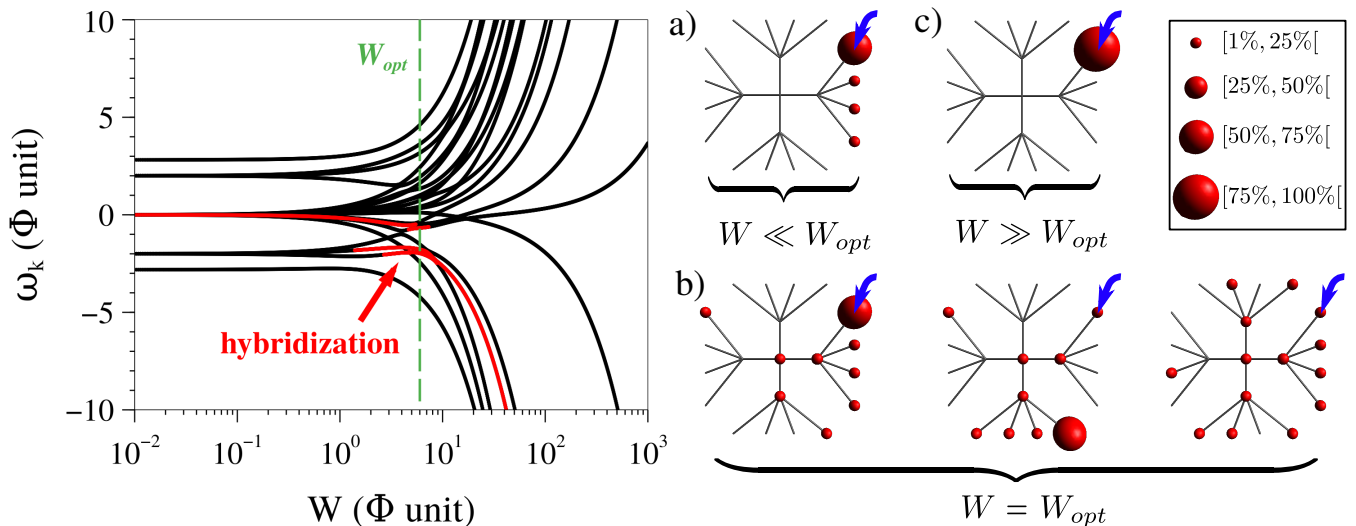 10
5
0
−5
−10
ω_k (Φ unit)
W_opt
hybridization
10^−2
10^−1
10^0
10^1
10^2
10^3
W (Φ unit)
a)
W ≪ W_opt
c)
W ≫ W_opt
[1%, 25%[
[25%, 50%[
[50%, 75%[
[75%, 100%[
b)
W = W_opt